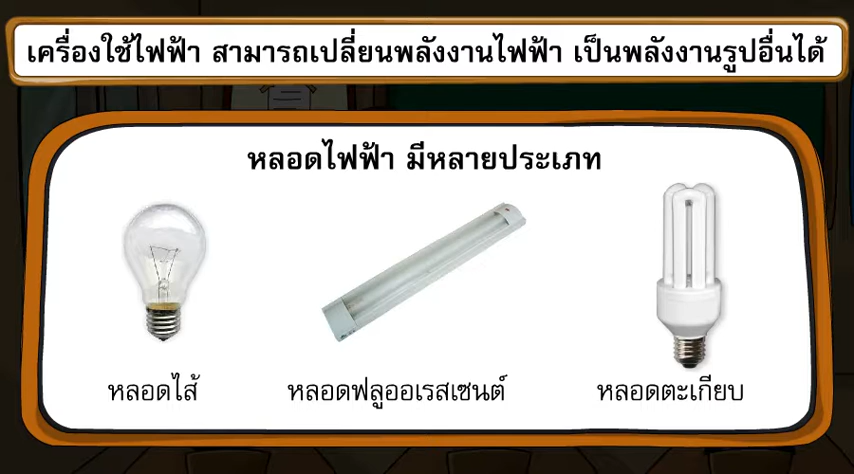 เครื่องใช้ไฟฟ้า สามารถเปลี่ยนพลังงานไฟฟ้า เป็นพลังงานรูปอื่นได้
หลอดไฟฟ้า มีหลายประเภท
หลอดไส้
หลอดฟลูออเรสเซนต์
หลอดตะเกียบ